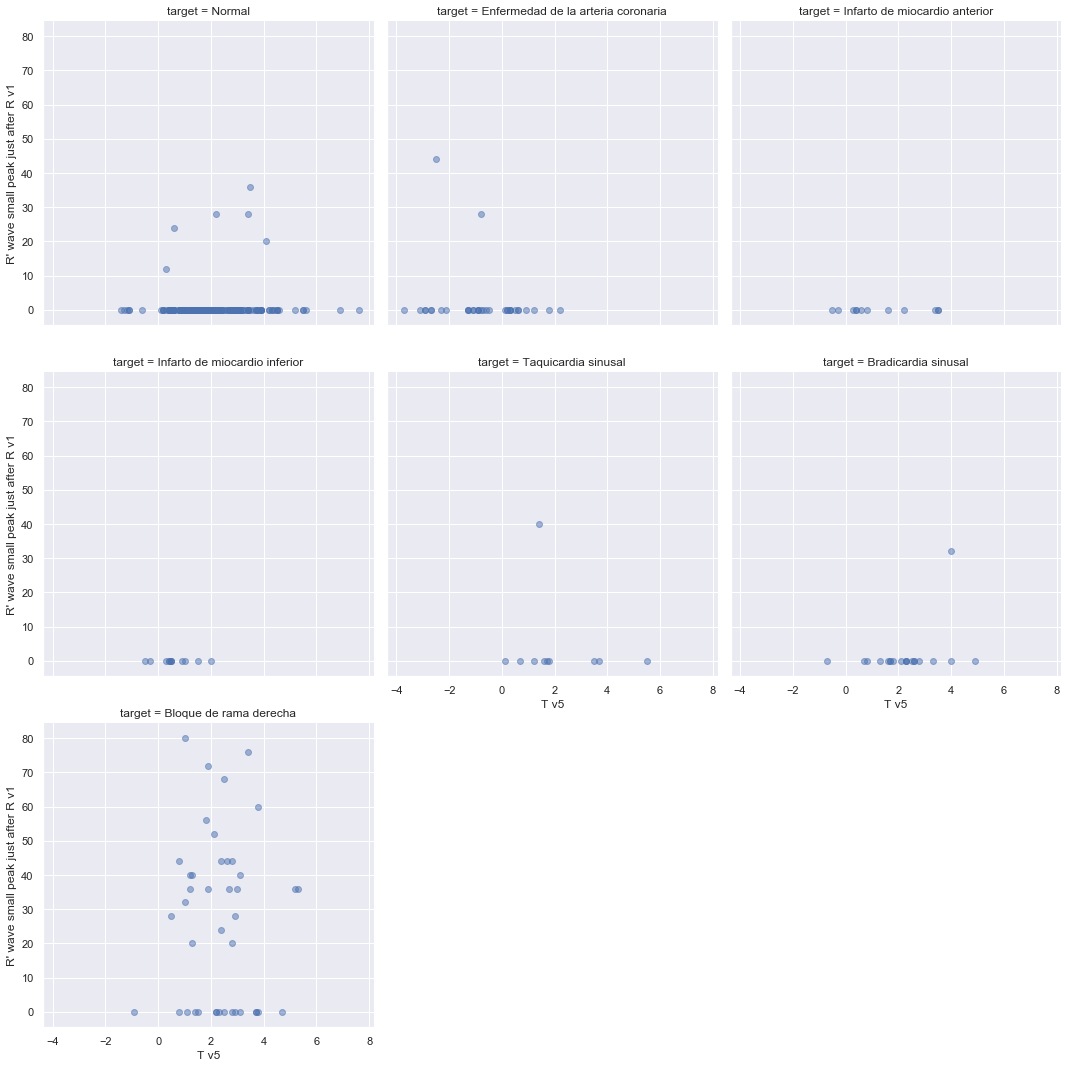 target = Normal
target = Enfermedad de la arteria coronaria
target = Infarto de miocardio anterior
R' wave small peak just after R v1
80
70
60
50
40
30
20
10
0
target = Infarto de miocardio inferior
target = Taquicardia sinusal
target = Bradicardia sinusal
R' wave small peak just after R v1
80
70
60
50
40
30
20
10
0
−4 −2 0 2 4 6 8
T v5
−4 −2 0 2 4 6 8
T v5
target = Bloque de rama derecha
R' wave small peak just after R v1
80
70
60
50
40
30
20
10
0
−4 −2 0 2 4 6 8
T v5